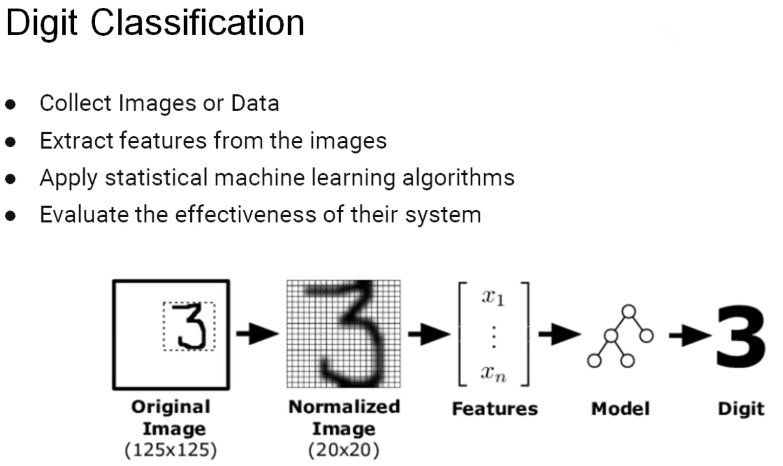 Digit Classification
● Collect Images or Data
● Extract features from the images
● Apply statistical machine learning algorithms
● Evaluate the effectiveness of their system
3
3
x₁
⋮
xₙ
3
Original Image (125x125)
Normalized Image (20x20)
Features
Model
Digit